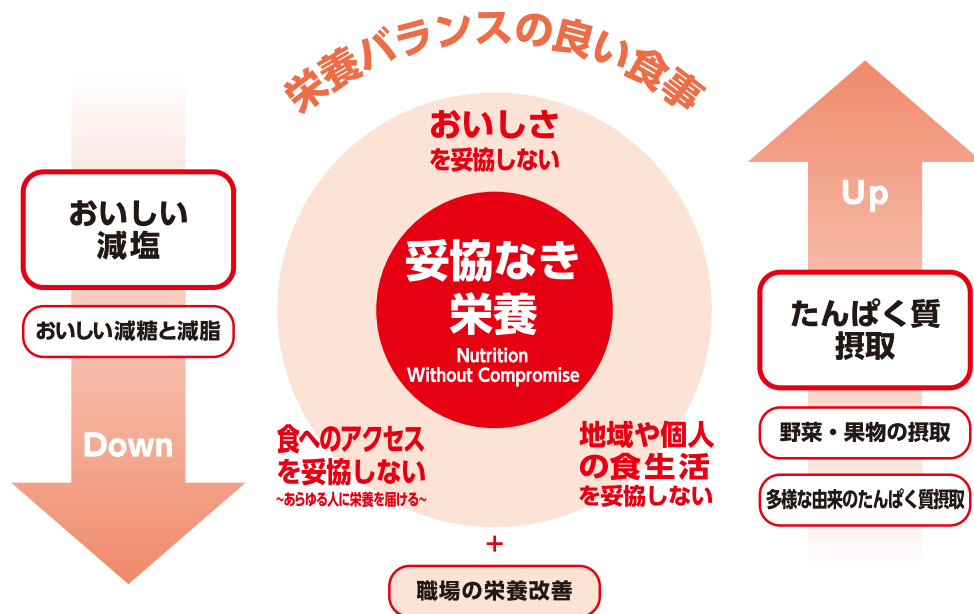 栄養バランスの良い食事
おいしさ
を妥協しない
妥協なき
栄養
Nutrition
Without Compromise
食へのアクセス
を妥協しない
~あらゆる人に栄養を届ける~
地域や個人
の食生活
を妥協しない
+
職場の栄養改善
おいしい
減塩
おいしい減糖と減脂
Down
Up
たんぱく質
摂取
野菜・果物の摂取
多様な由来のたんぱく質摂取